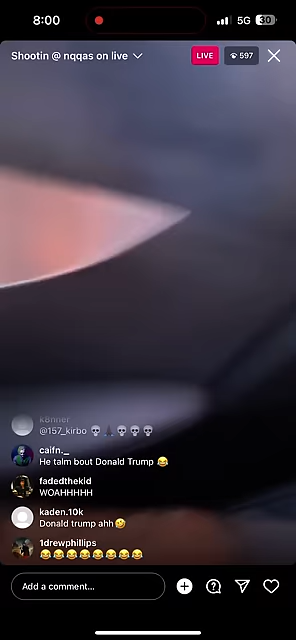 8:00
5G 30
Shootin @ nqqas on live LIVE 597
k8nner
@157_kirbo 💀♟️💀💀💀
caifn._
He talm bout Donald Trump 😂
fadedthekid
WOAHHHHH
kaden.10k
Donald trump ahh🤣
1drewphillips
😂😂😂😂😂😂😂😂😂
Add a comment...